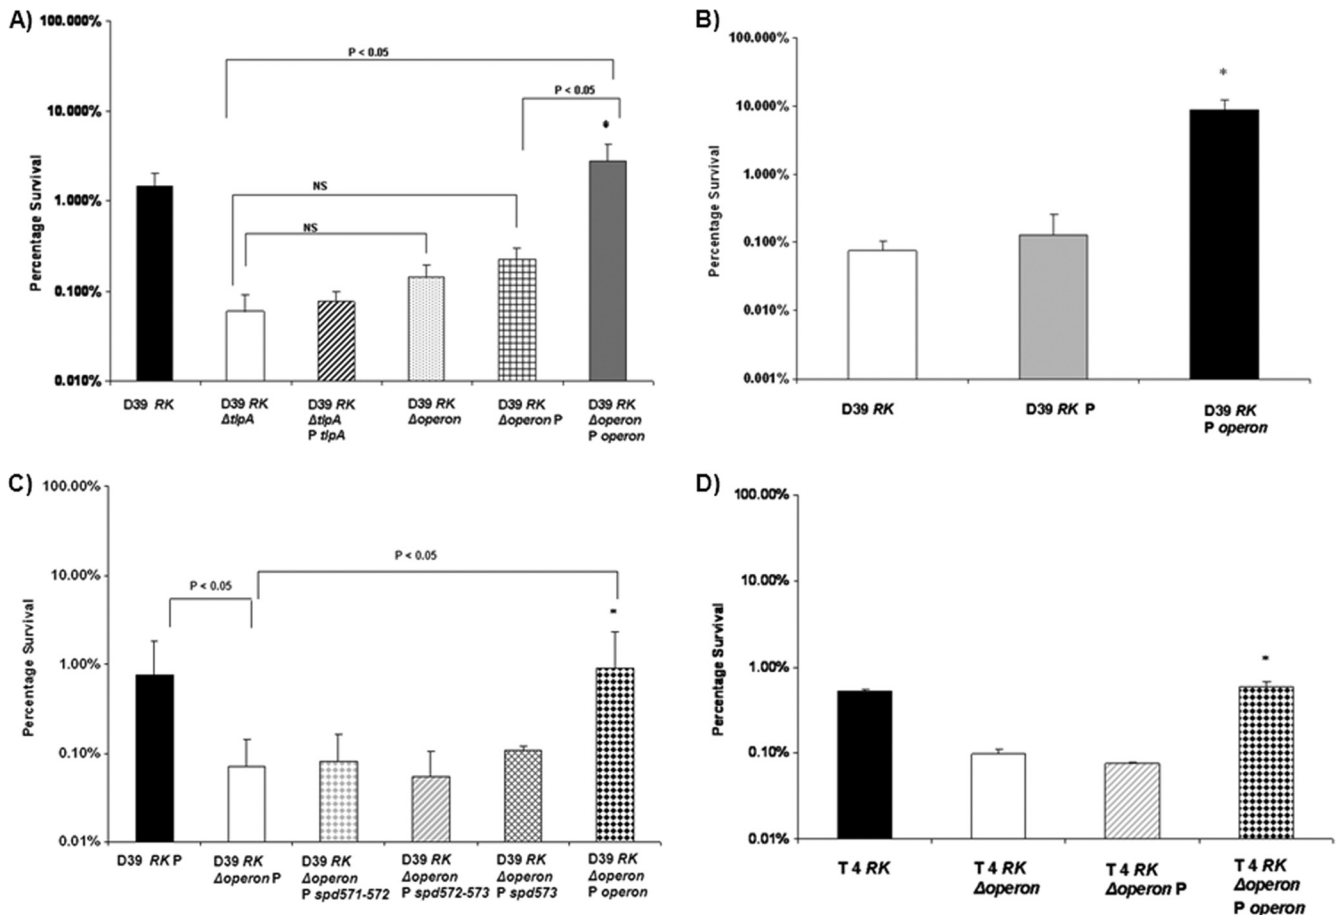 A)
100.000%
10.000%
1.000%
0.100%
0.010%
Percentage Survival
P < 0.05
P < 0.05
*
NS
NS
D39 RK
D39 RK
ΔtlpA
D39 RK
ΔtlpA
P tlpA
D39 RK
Δoperon
D39 RK
Δoperon P
D39 RK
Δoperon
P operon
B)
100.000%
10.000%
1.000%
0.100%
0.010%
0.001%
Percentage Survival
*
D39 RK
D39 RK P
D39 RK
P operon
C)
100.00%
10.00%
1.00%
0.10%
0.01%
Percentage Survival
P < 0.05
P < 0.05
*
D39 RK P
D39 RK
Δoperon P
D39 RK
Δoperon
P spd571-572
D39 RK
Δoperon
P spd572-573
D39 RK
Δoperon
P spd573
D39 RK
Δoperon
P operon
D)
100.00%
10.00%
1.00%
0.10%
0.01%
Percentage Survival
*
T 4 RK
T 4 RK
Δoperon
T 4 RK
Δoperon P
T 4 RK
Δoperon
P operon